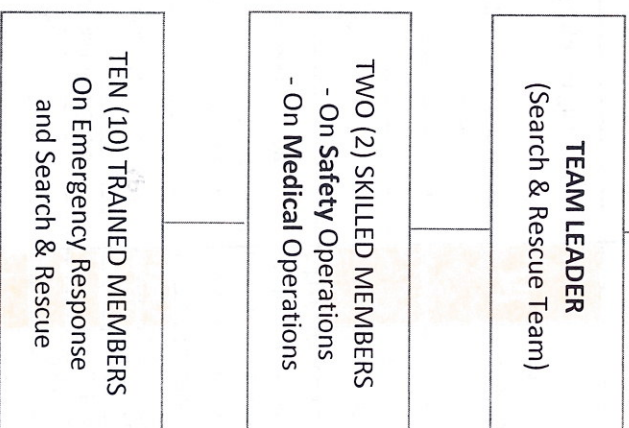 TEAM LEADER
(Search & Rescue Team)
TWO (2) SKILLED MEMBERS
- On Safety Operations
- On Medical Operations
TEN (10) TRAINED MEMBERS
On Emergency Response
and Search & Rescue